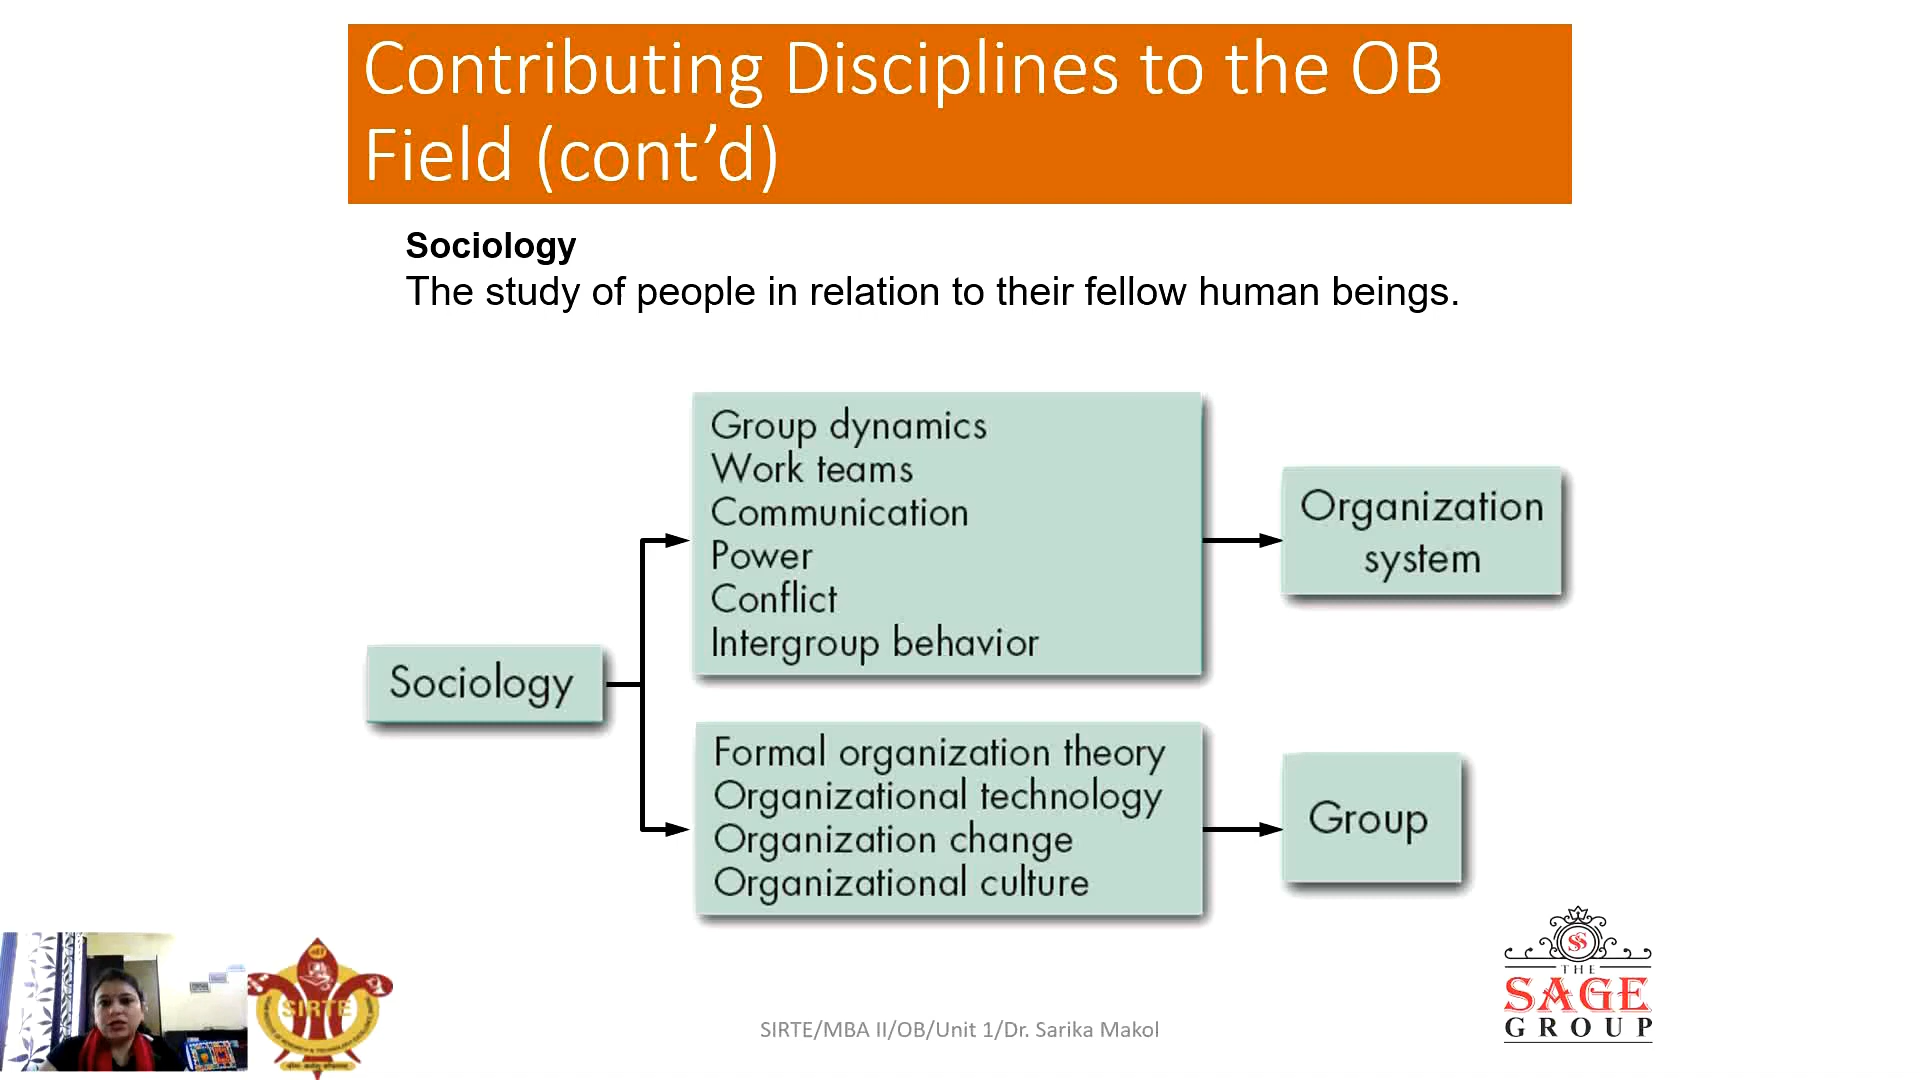 Contributing Disciplines to the OB
Field (cont’d)
Sociology
The study of people in relation to their fellow human beings.
Group dynamics
Work teams
Communication
Power
Conflict
Intergroup behavior
Organization
system
Sociology
Formal organization theory
Organizational technology
Organization change
Organizational culture
Group
SIRTE
SIRTE/MBA II/OB/Unit 1/Dr. Sarika Makol
THE
SAGE
GROUP